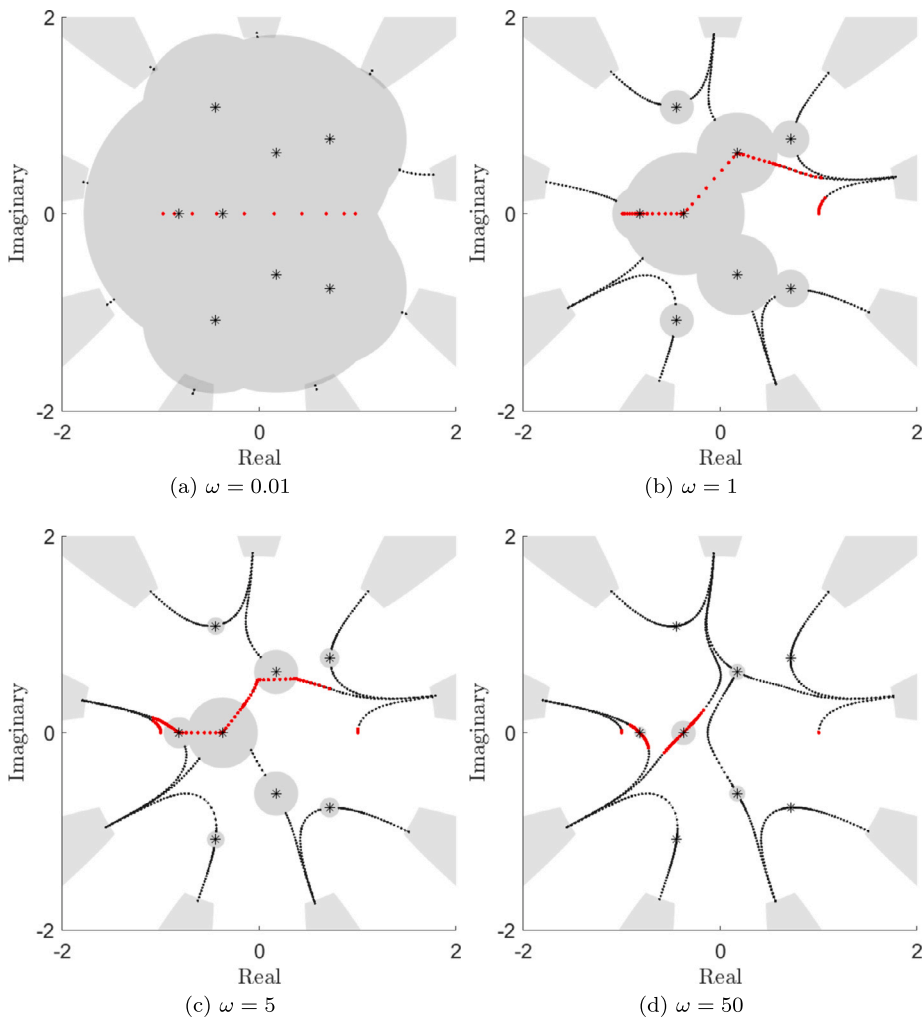 2
0
-2
Imaginary
-2
0
2
Real
(a) ω = 0.01
2
0
-2
Imaginary
-2
0
2
Real
(b) ω = 1
2
0
-2
Imaginary
-2
0
2
Real
(c) ω = 5
2
0
-2
Imaginary
-2
0
2
Real
(d) ω = 50